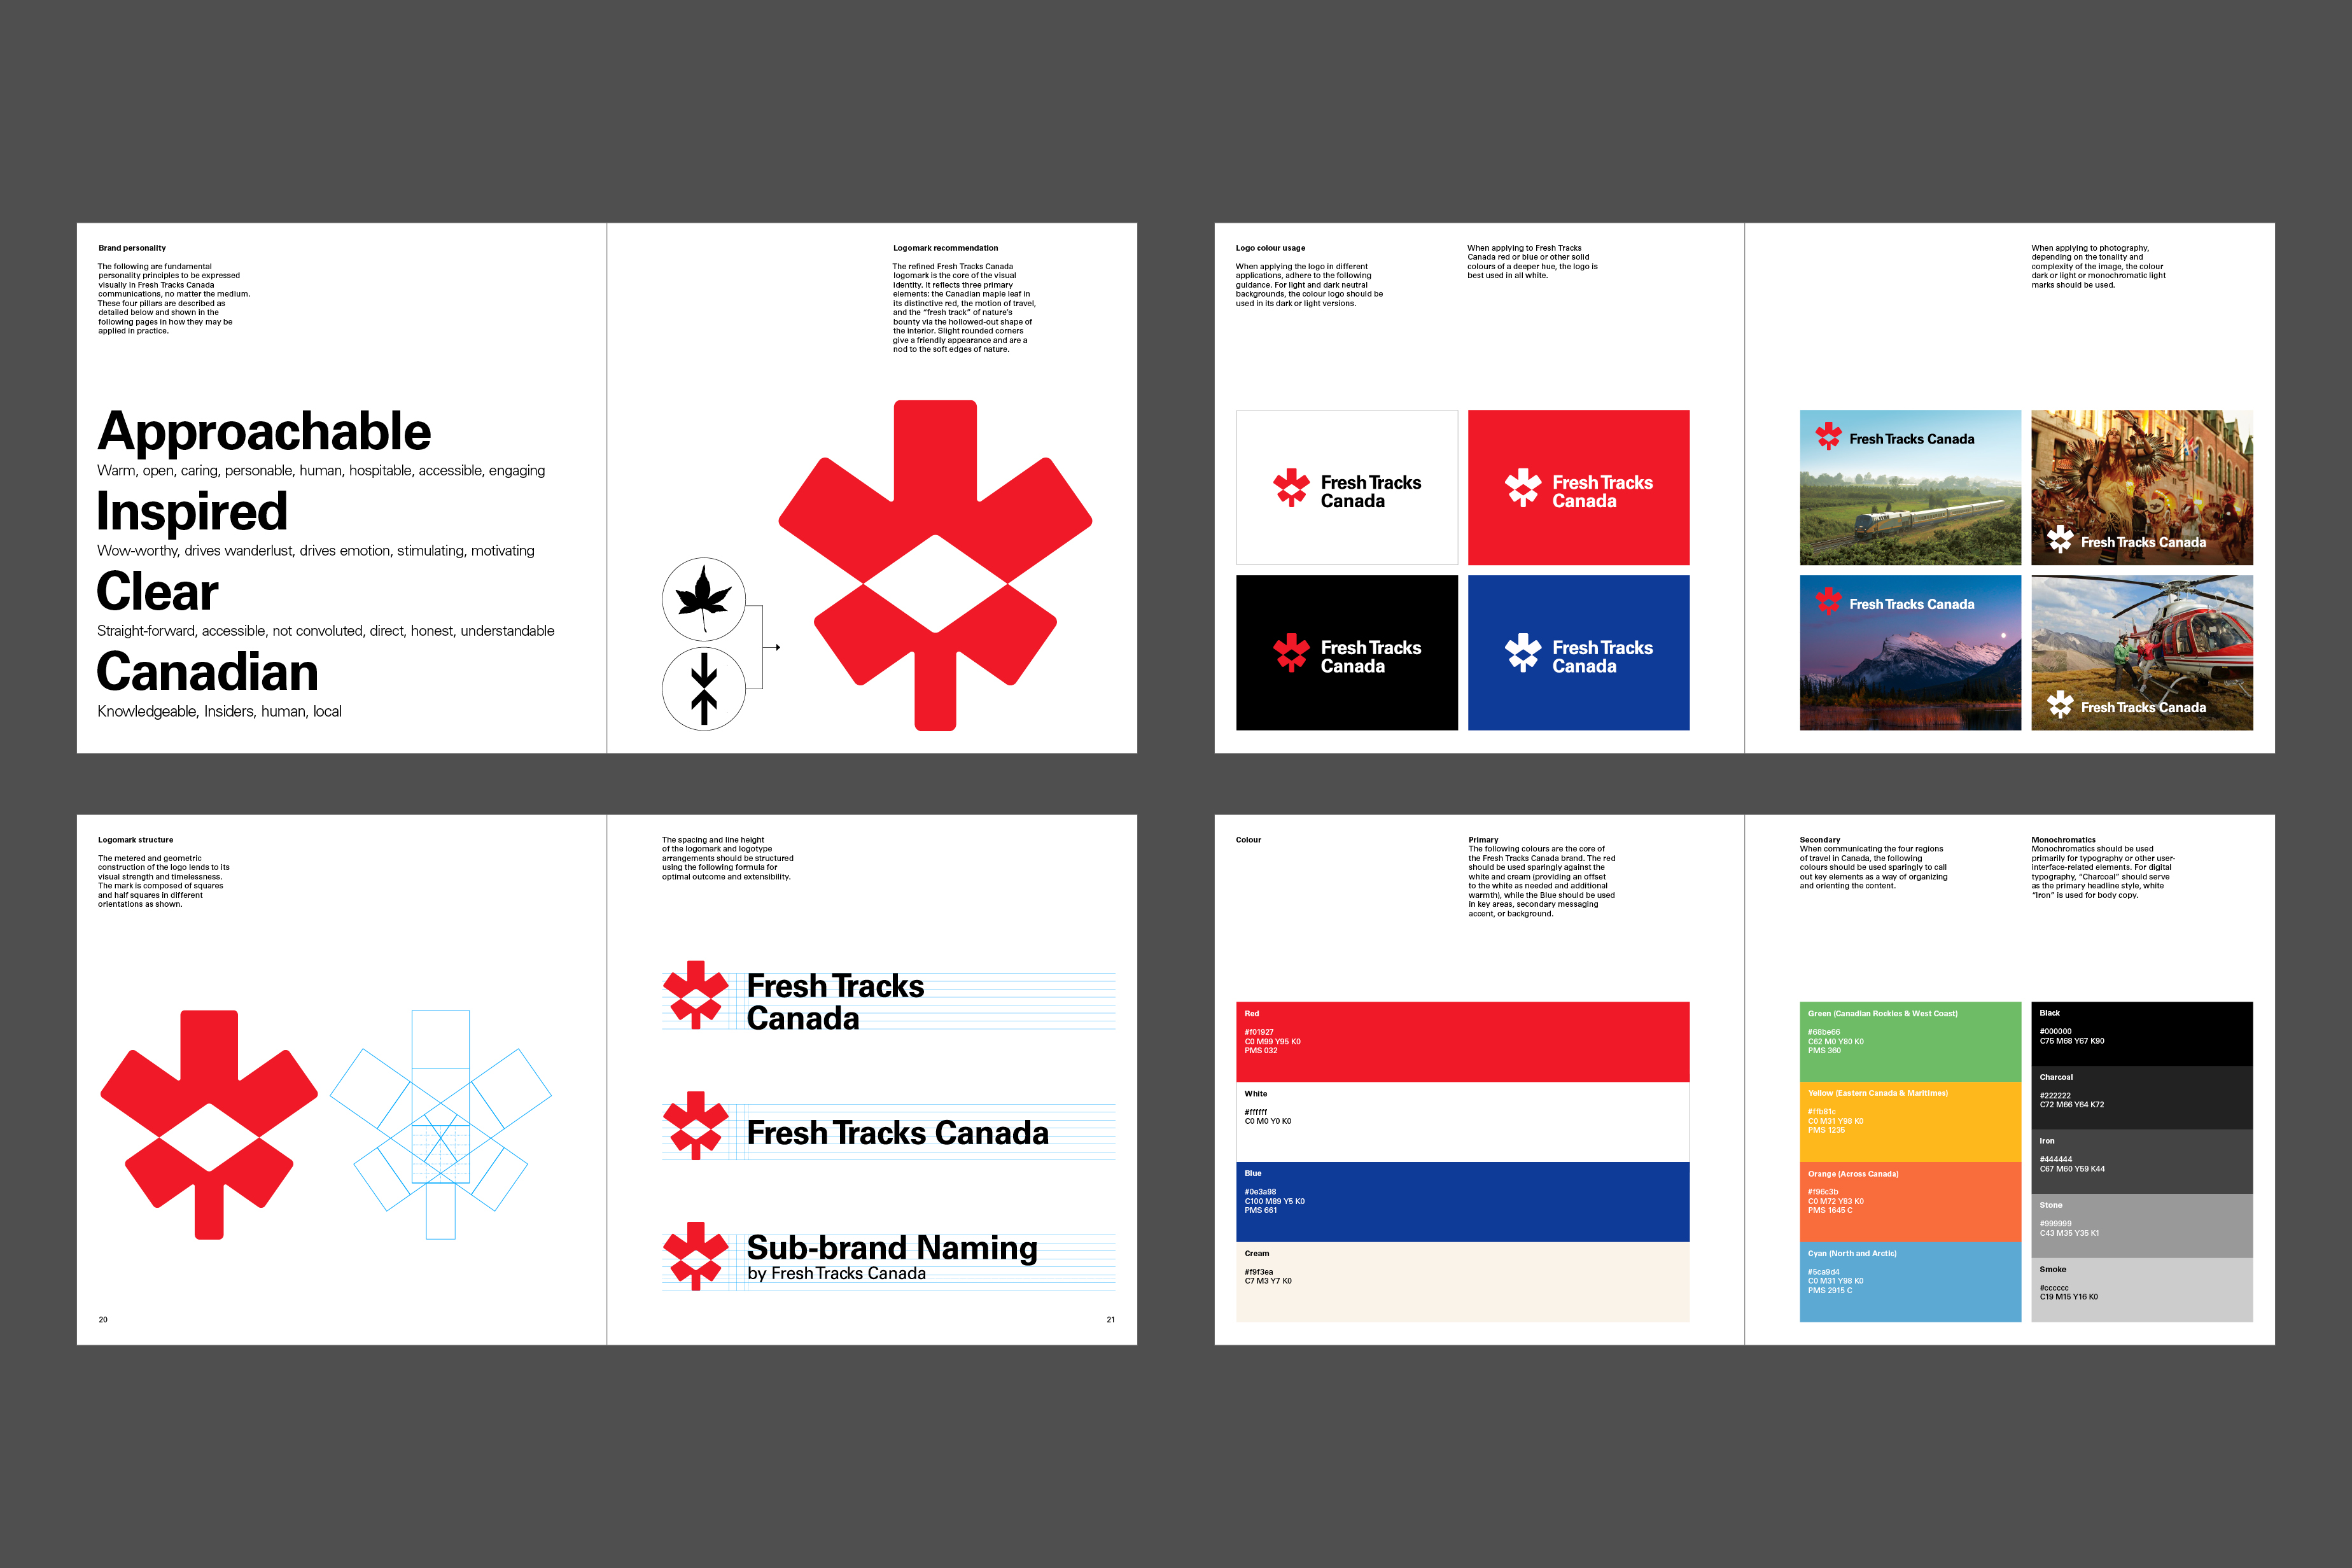 Brand personality
The following are fundamental
personality principles to be expressed
visually in Fresh Tracks Canada
communications, no matter the medium.
These four pillars are described as
detailed below and shown in the
following pages in how they may be
applied in practice.
Approachable
Warm, open, caring, personable, human, hospitable, accessible, engaging
Inspired
Wow-worthy, drives wanderlust, drives emotion, stimulating, motivating
Clear
Straight-forward, accessible, not convoluted, direct, honest, understandable
Canadian
Knowledgeable, Insiders, human, local
Logomark recommendation
The refined Fresh Tracks Canada
logomark is the core of the visual
identity. It reflects three primary
elements: the Canadian maple leaf in
its distinctive red, the motion of travel,
and the “fresh track” of nature’s
bounty via the hollowed-out shape of
the interior. Slight rounded corners
give a friendly appearance and are a
nod to the soft edges of nature.
Logo colour usage
When applying the logo in different
applications, adhere to the following
guidance. For light and dark neutral
backgrounds, the colour logo should be
used in its dark or light versions.
When applying to Fresh Tracks
Canada red or blue or other solid
colours of a deeper hue, the logo is
best used in all white.
Fresh Tracks
Canada
Fresh Tracks
Canada
Fresh Tracks
Canada
Fresh Tracks
Canada
When applying to photography,
depending on the tonality and
complexity of the image, the colour
dark or light or monochromatic light
marks should be used.
Fresh Tracks Canada
Fresh Tracks Canada
Fresh Tracks Canada
Fresh Tracks Canada
Logomark structure
The metered and geometric
construction of the logo lends to its
visual strength and timelessness.
The mark is composed of squares
and half squares in different
orientations as shown.
20
The spacing and line height
of the logomark and logotype
arrangements should be structured
using the following formula for
optimal outcome and extensibility.
Fresh Tracks
Canada
Fresh Tracks Canada
Sub-brand Naming
by Fresh Tracks Canada
21
Colour
Primary
The following colours are the core of
the Fresh Tracks Canada brand. The red
should be used sparingly against the
white and cream (providing an offset
to the white as needed and additional
warmth), while the Blue should be used
in key areas, secondary messaging
accent, or background.
Red
#f01927
C0 M99 Y95 K0
PMS 032
White
#ffffff
C0 M0 Y0 K0
Blue
#0e3a98
C100 M89 Y5 K0
PMS 661
Cream
#f9f3ea
C7 M3 Y7 K0
Secondary
When communicating the four regions
of travel in Canada, the following
colours should be used sparingly to call
out key elements as a way of organizing
and orienting the content.
Green (Canadian Rockies & West Coast)
#68be66
C62 M0 Y80 K0
PMS 360
Yellow (Eastern Canada & Maritimes)
#ffb81c
C0 M31 Y98 K0
PMS 1235
Orange (Across Canada)
#f96c3b
C0 M72 Y83 K0
PMS 1645 C
Cyan (North and Arctic)
#5ca9d4
C0 M31 Y98 K0
PMS 2915 C
Monochromatics
Monochromatics should be used
primarily for typography or other user-
interface-related elements. For digital
typography, “Charcoal” should serve
as the primary headline style, white
“Iron” is used for body copy.
Black
#000000
C75 M68 Y67 K90
Charcoal
#222222
C72 M66 Y64 K72
Iron
#444444
C67 M60 Y59 K44
Stone
#999999
C43 M35 Y35 K1
Smoke
#cccccc
C19 M15 Y16 K0